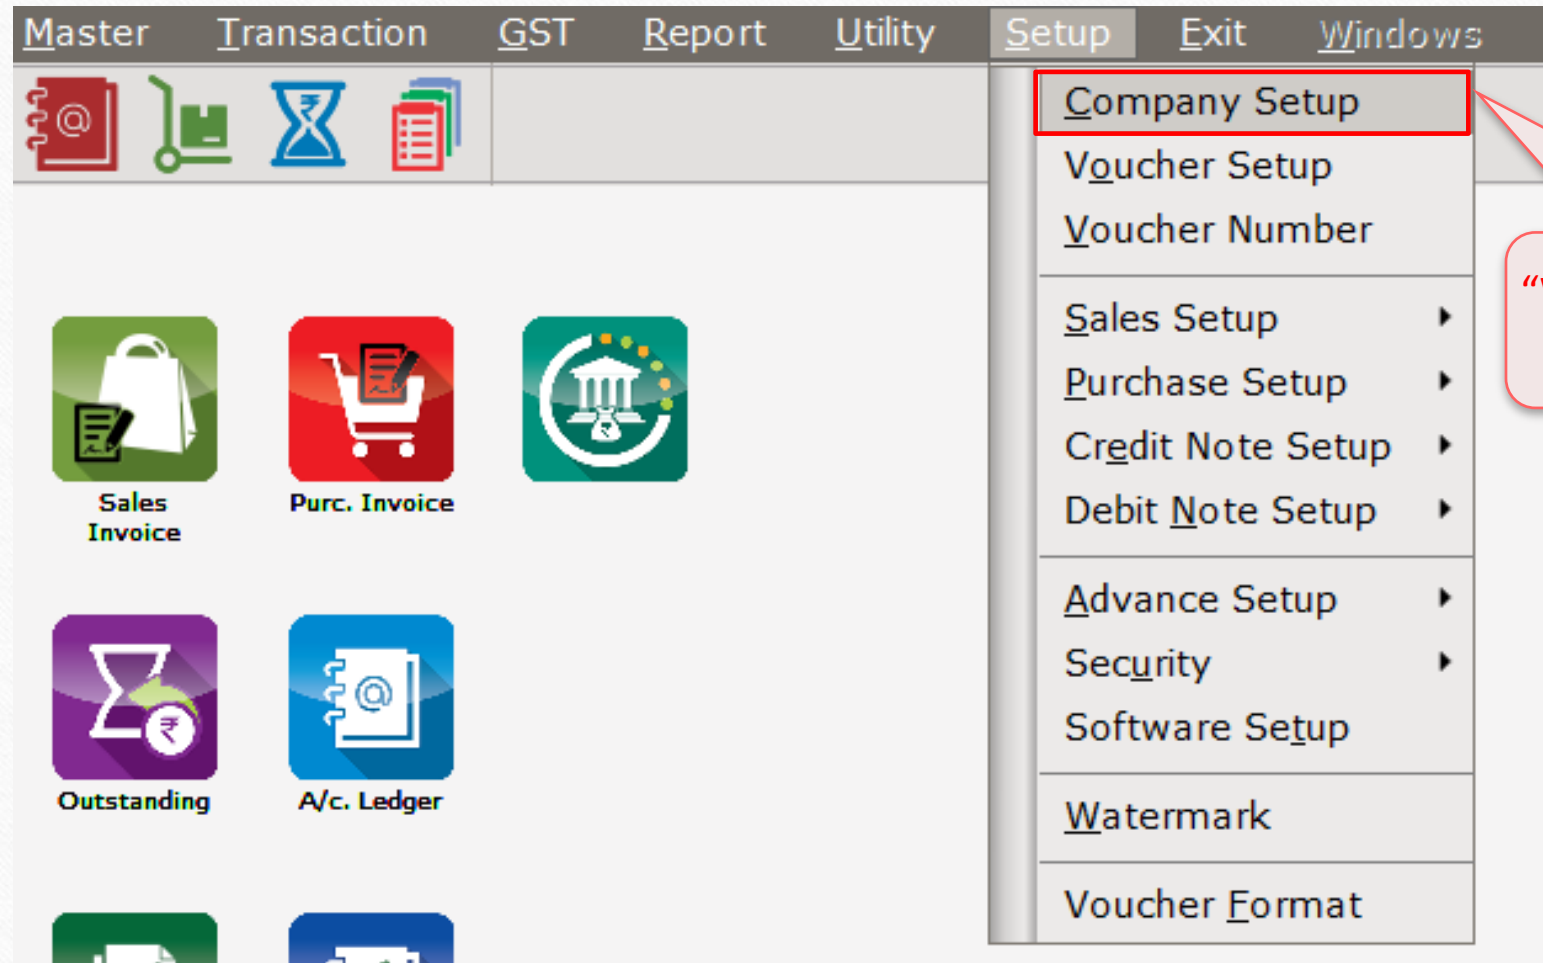 Master Transaction GST Report Utility Setup Exit Windows
Company Setup
Voucher Setup
Voucher Number
Sales Setup
Purchase Setup
Credit Note Setup
Debit Note Setup
Advance Setup
Security
Software Setup
Watermark
Voucher Format
Sales
Invoice
Purc. Invoice
Outstanding
A/c. Ledger